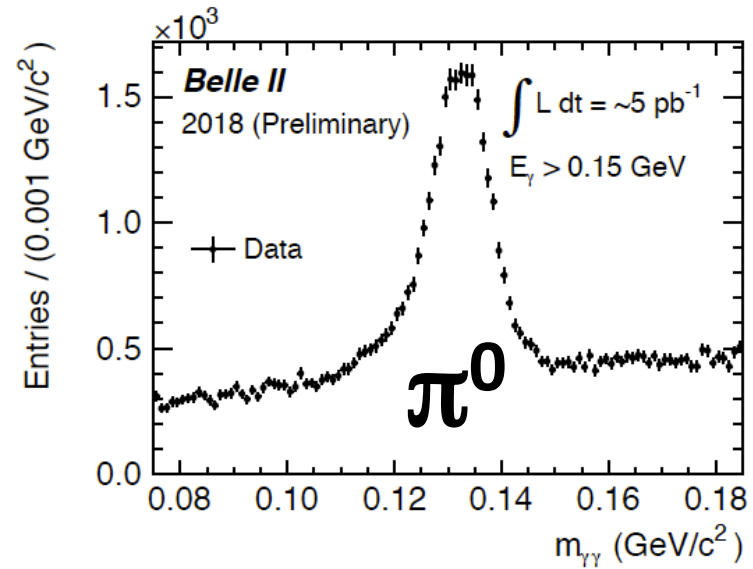 ×10³
Entries / (0.001 GeV/c²)
1.5
1.0
0.5
0.0
Belle II
2018 (Preliminary)
∫ L dt = ~5 pb⁻¹
Eγ > 0.15 GeV
Data
π⁰
0.08 0.10 0.12 0.14 0.16 0.18
mγγ (GeV/c²)